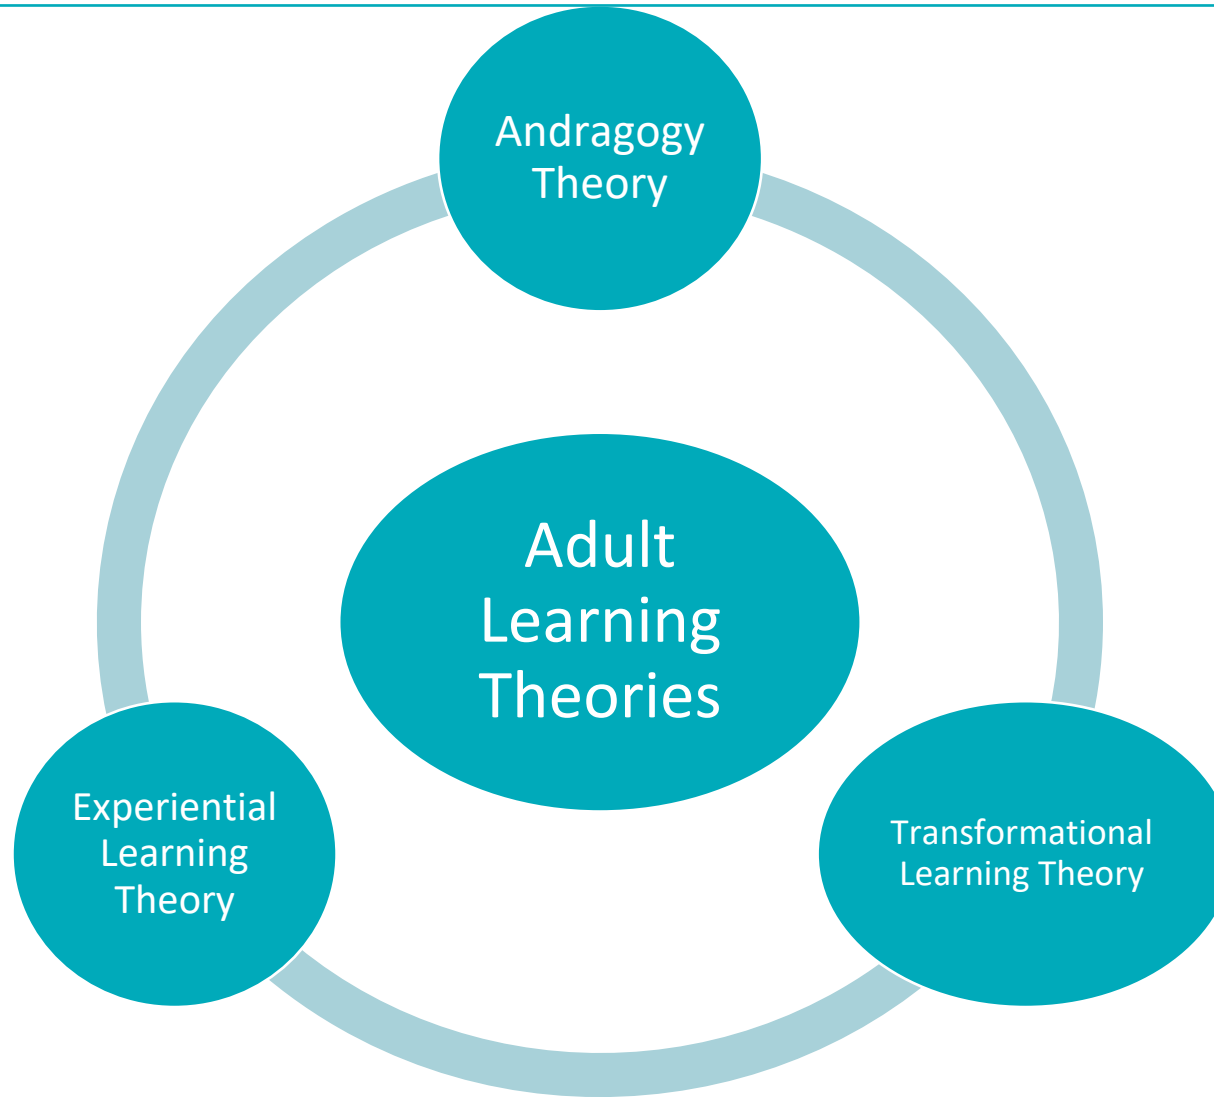 Andragogy
Theory
Adult
Learning
Theories
Experiential
Learning
Theory
Transformational
Learning Theory